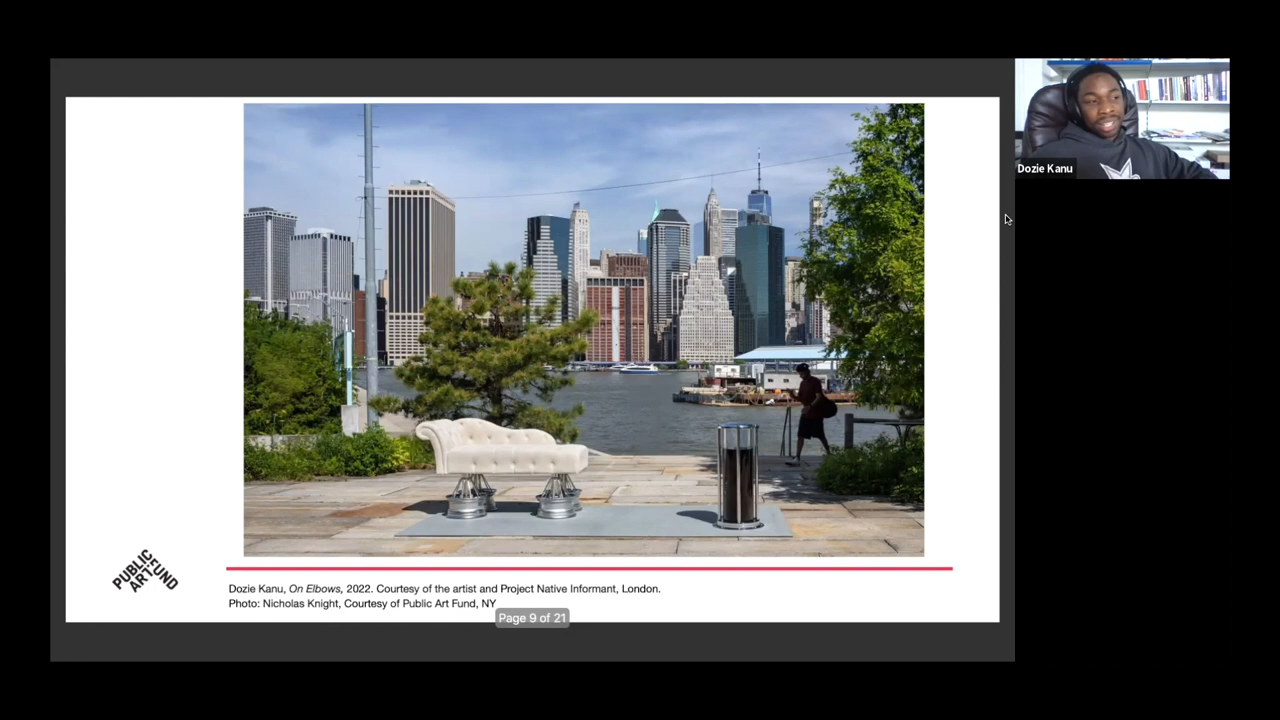 Dozie Kanu
PUBLIC
ART FUND
Dozie Kanu, On Elbows, 2022. Courtesy of the artist and Project Native Informant, London.
Photo: Nicholas Knight, Courtesy of Public Art Fund, NY
Page 9 of 21